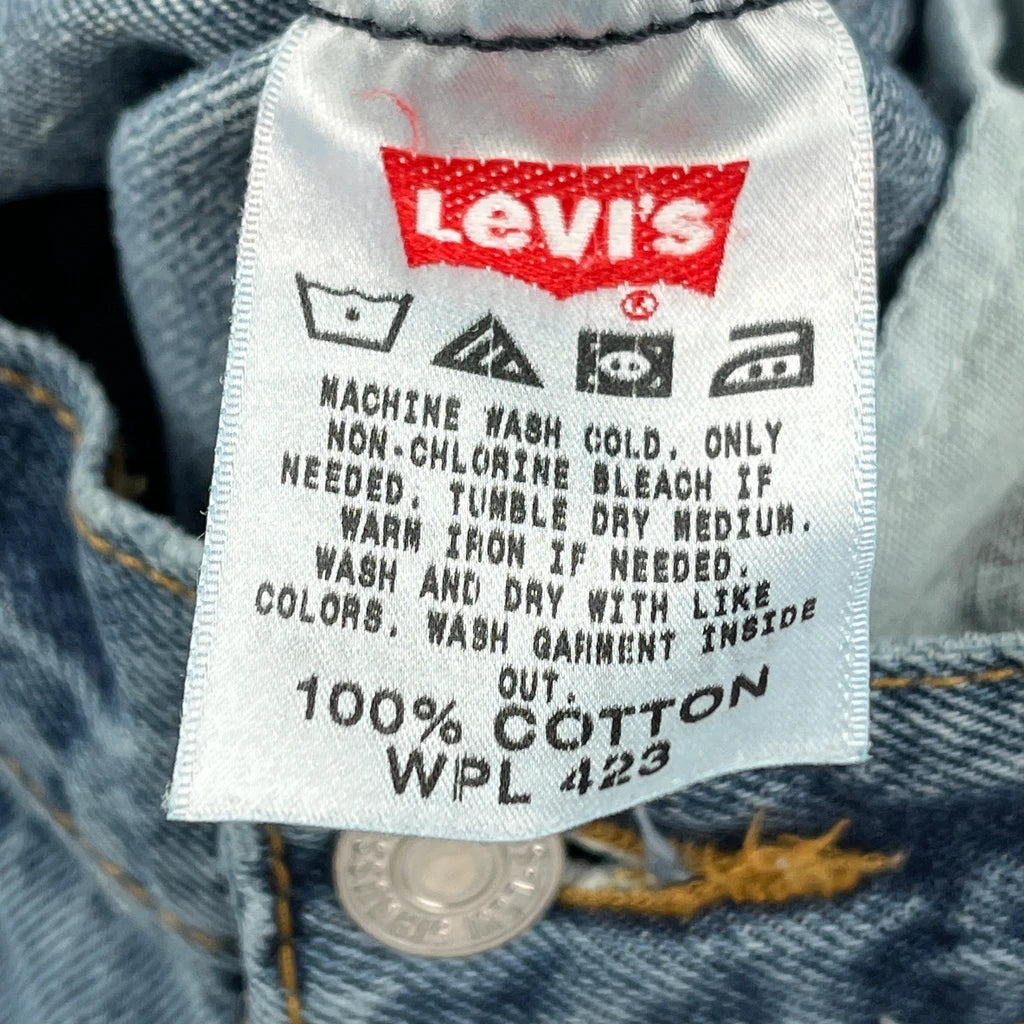 Levi's
®
MACHINE WASH COLD. ONLY
NON-CHLORINE BLEACH IF
NEEDED. TUMBLE DRY MEDIUM.
WARM IRON IF NEEDED.
WASH AND DRY WITH LIKE
COLORS. WASH GARMENT INSIDE
OUT.
100% COTTON
WPL 423